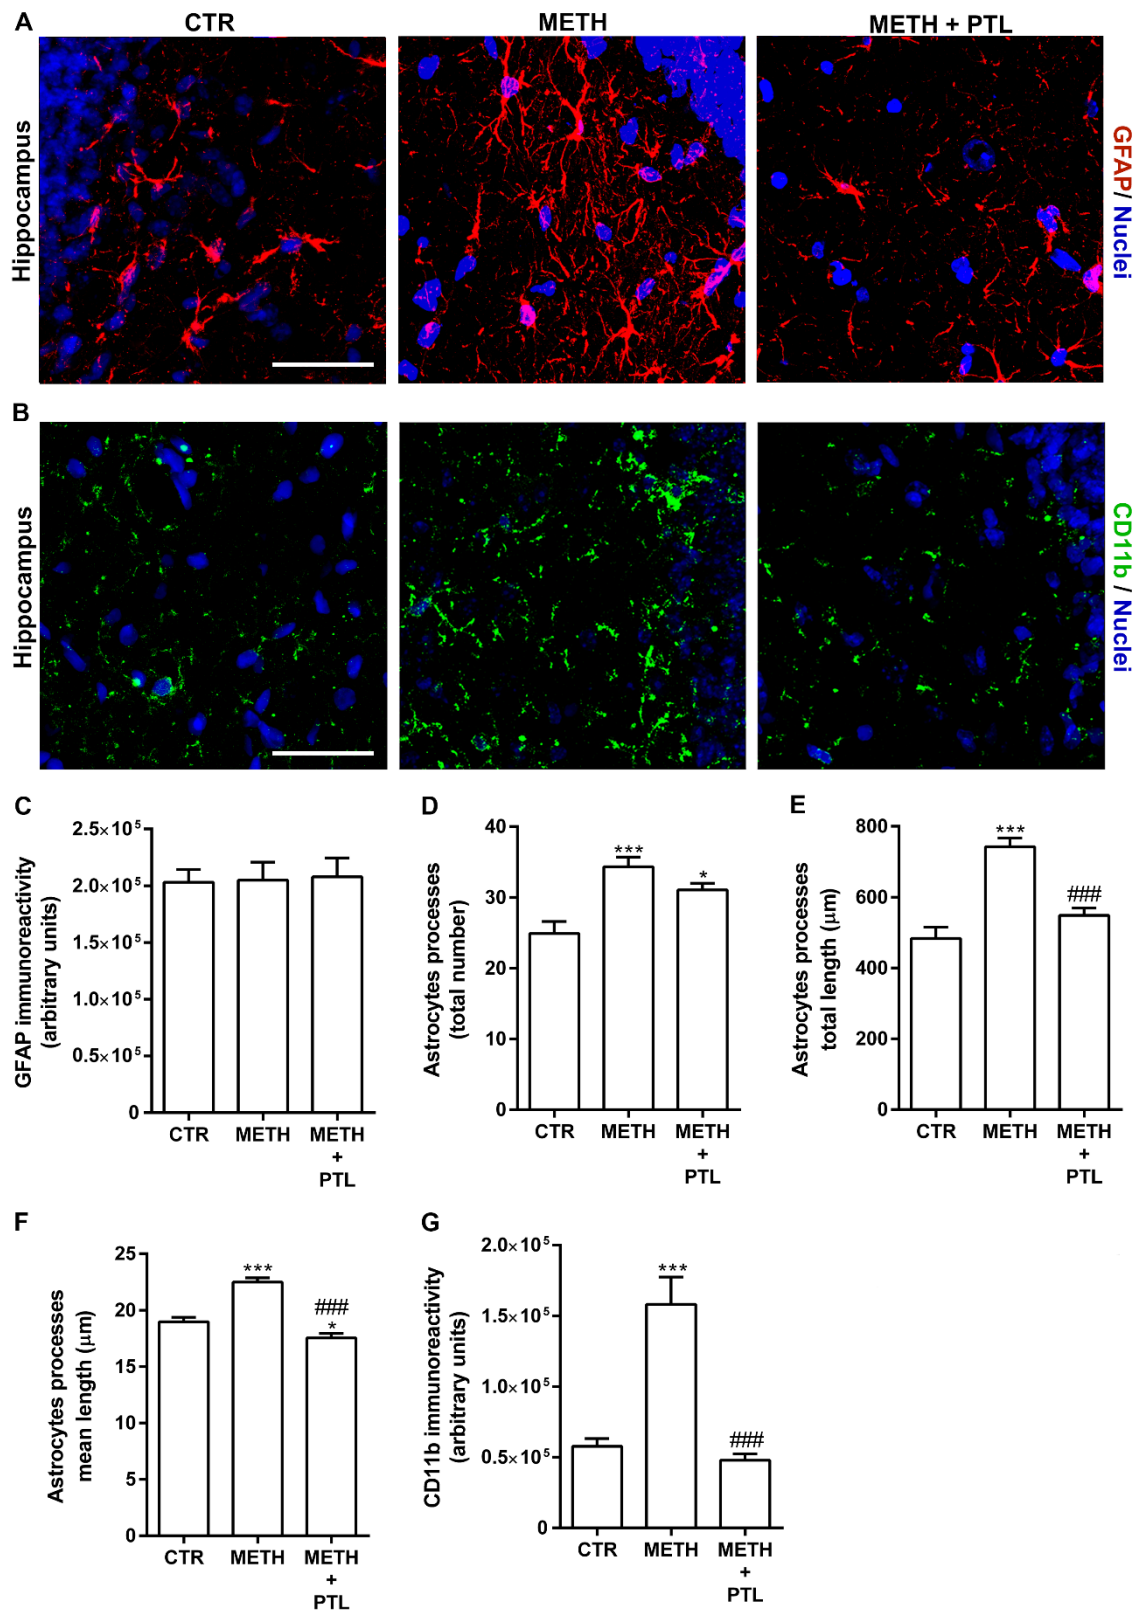 A
CTR
METH
METH + PTL
Hippocampus
GFAP/ Nuclei
B
Hippocampus
CD11b / Nuclei
C
GFAP immunoreactivity
(arbitrary units)
2.5×10⁵
2.0×10⁵
1.5×10⁵
1.0×10⁵
0.5×10⁵
0
CTR
METH
METH
+
PTL
D
Astrocytes processes
(total number)
40
30
20
10
0
***
*
CTR
METH
METH
+
PTL
E
Astrocytes processes
total length (μm)
800
600
400
200
0
***
###
CTR
METH
METH
+
PTL
F
Astrocytes processes
mean length (μm)
25
20
15
10
5
0
***
###
*
CTR
METH
METH
+
PTL
G
CD11b immunoreactivity
(arbitrary units)
2.0×10⁵
1.5×10⁵
1.0×10⁵
0.5×10⁵
0
***
###
CTR
METH
METH
+
PTL